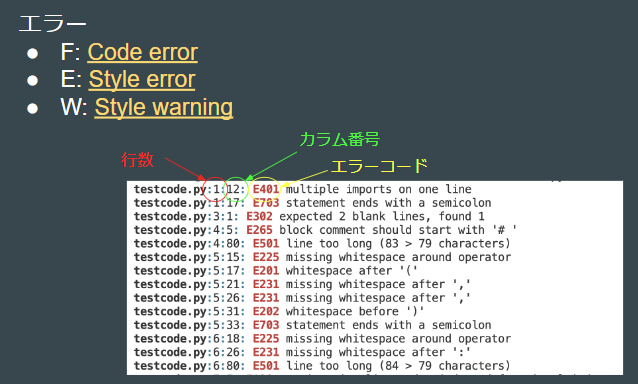 エラー
● F: Code error
● E: Style error
● W: Style warning
カラム番号
行数
エラーコード
testcode.py:1:12: E401 multiple imports on one line
testcode.py:1:17: E703 statement ends with a semicolon
testcode.py:3:1: E302 expected 2 blank lines, found 1
testcode.py:4:5: E265 block comment should start with '# '
testcode.py:4:80: E501 line too long (83 > 79 characters)
testcode.py:5:15: E225 missing whitespace around operator
testcode.py:5:17: E201 whitespace after '('
testcode.py:5:21: E231 missing whitespace after ','
testcode.py:5:26: E231 missing whitespace after ','
testcode.py:5:31: E202 whitespace before ')'
testcode.py:5:33: E703 statement ends with a semicolon
testcode.py:6:18: E225 missing whitespace around operator
testcode.py:6:26: E231 missing whitespace after ':'
testcode.py:6:80: E501 line too long (84 > 79 characters)